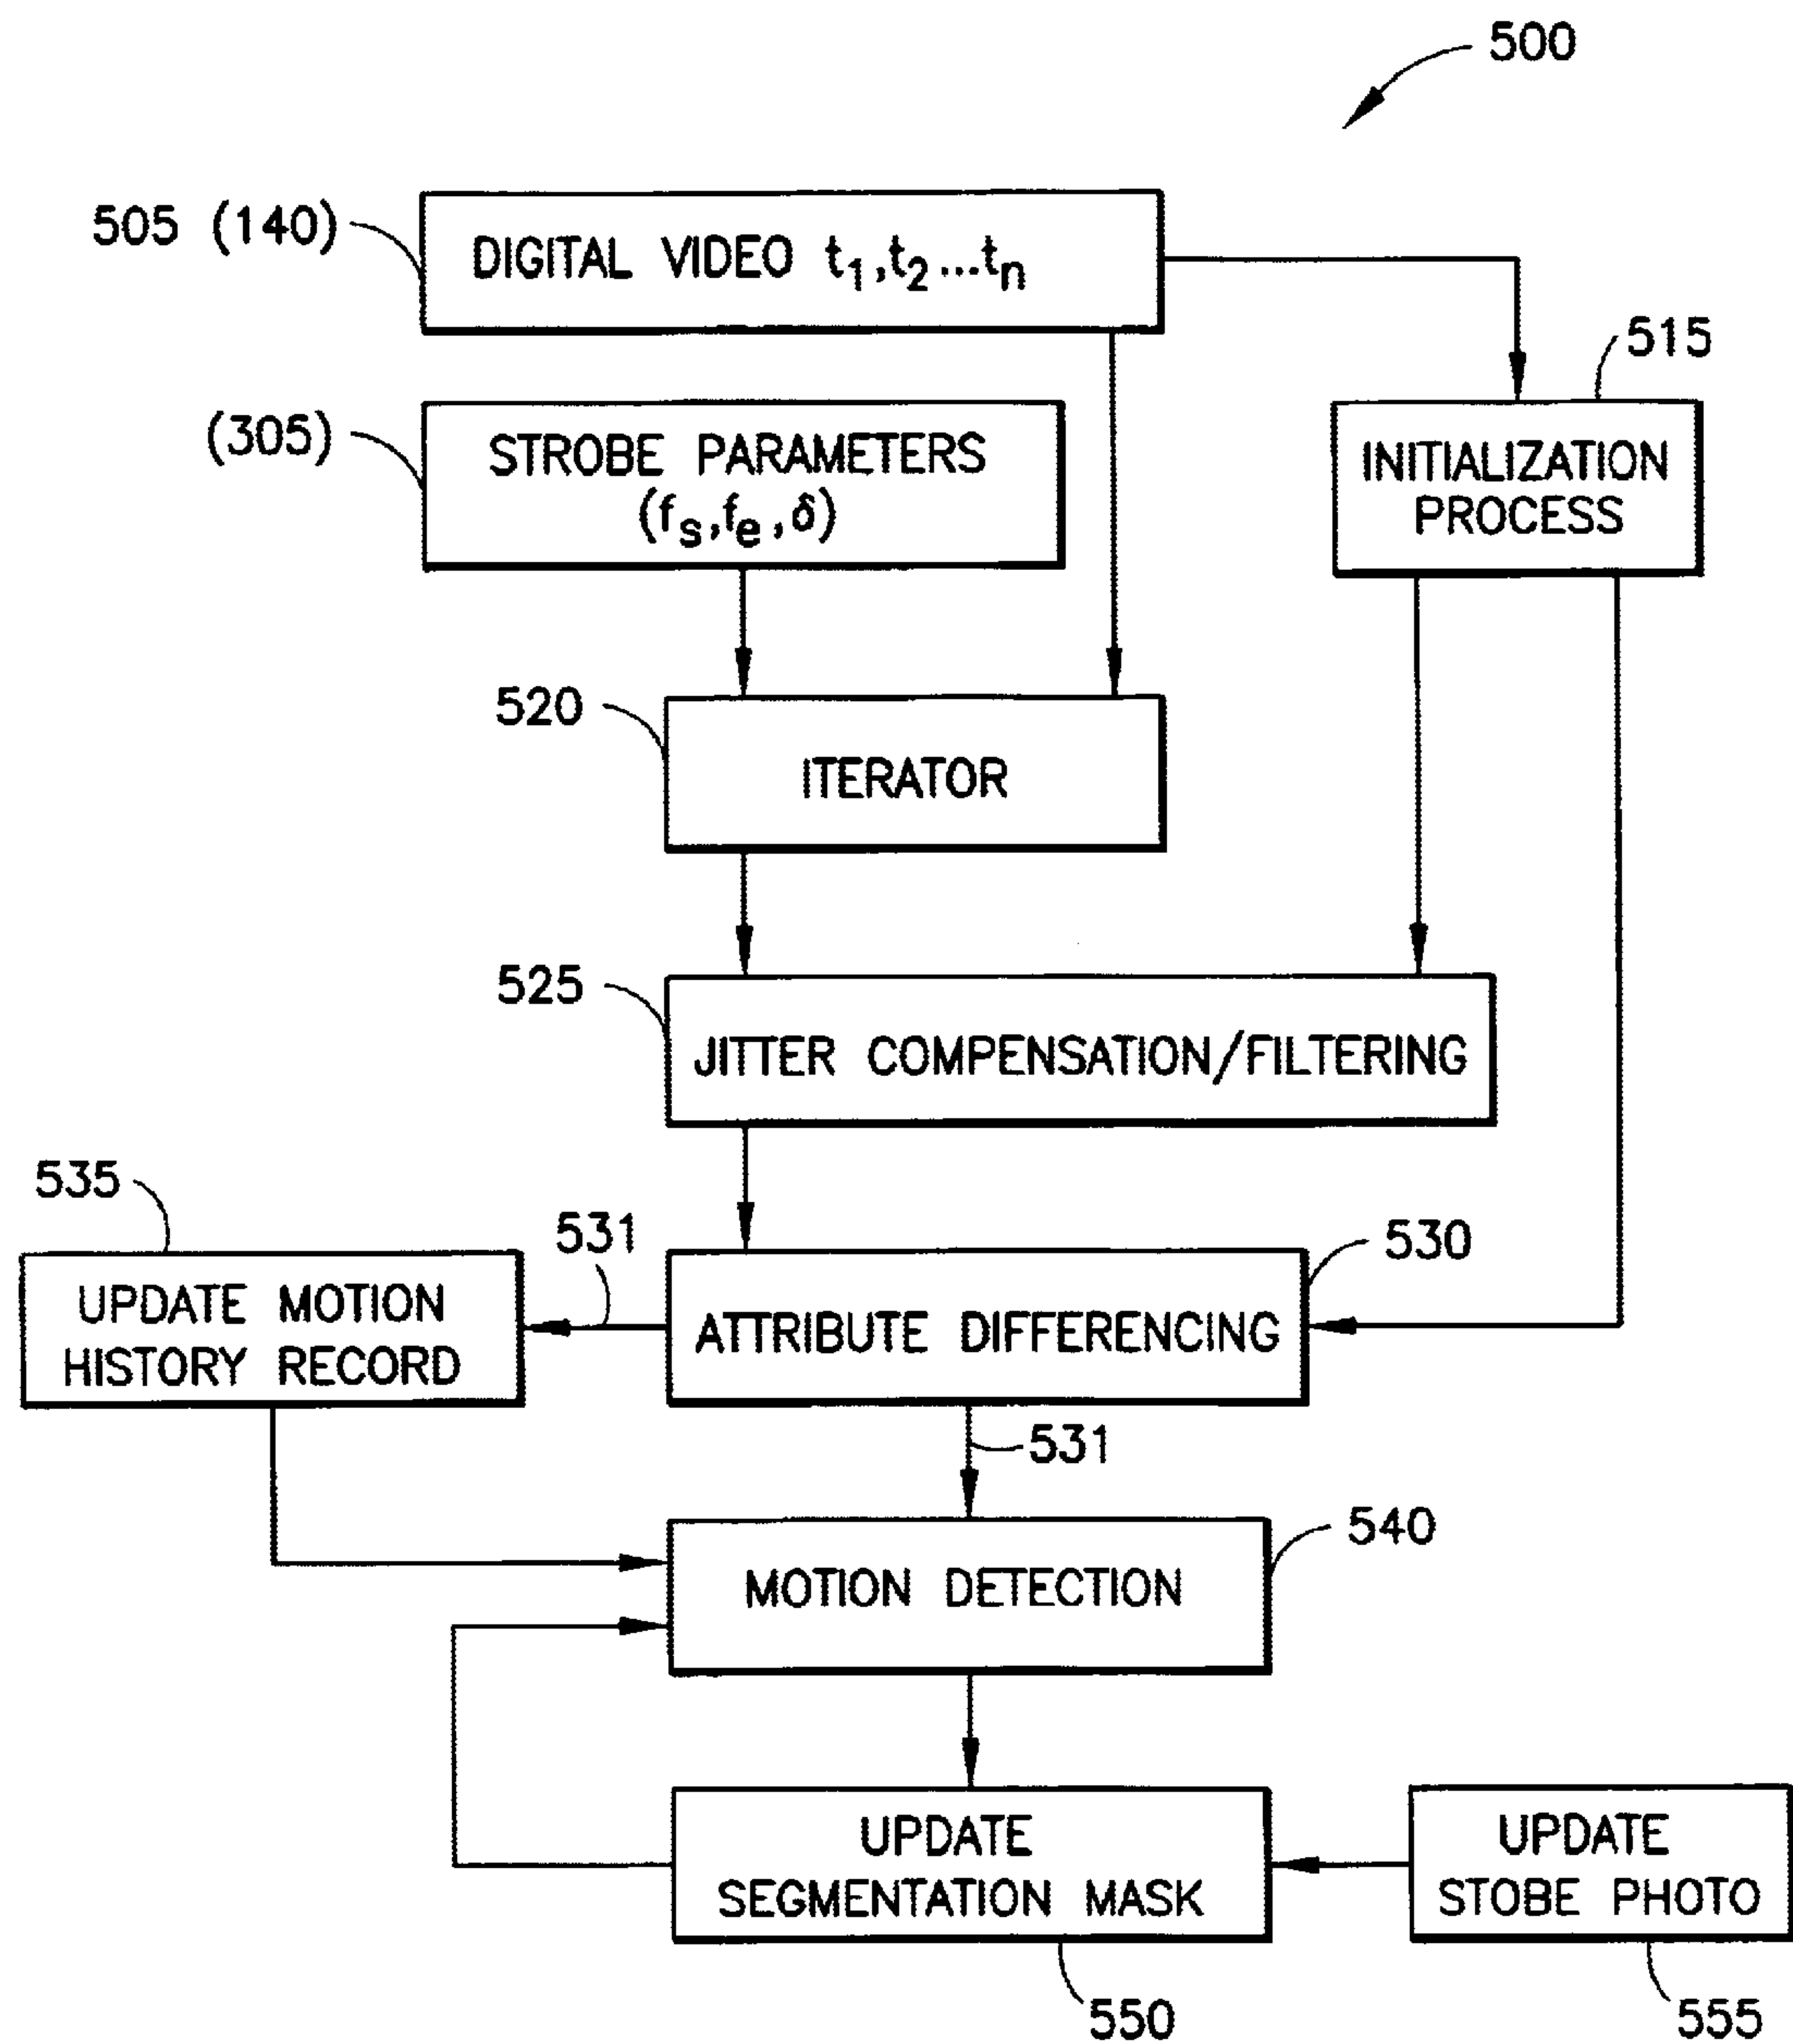 500
505 (140)
DIGITAL VIDEO t1,t2...tn
515
(305)
STROBE PARAMETERS
(fs,fe,δ)
INITIALIZATION
PROCESS
520
ITERATOR
525
JITTER COMPENSATION/FILTERING
535
531
530
UPDATE MOTION
HISTORY RECORD
ATTRIBUTE DIFFERENCING
531
540
MOTION DETECTION
UPDATE
SEGMENTATION MASK
UPDATE
STOBE PHOTO
550
555